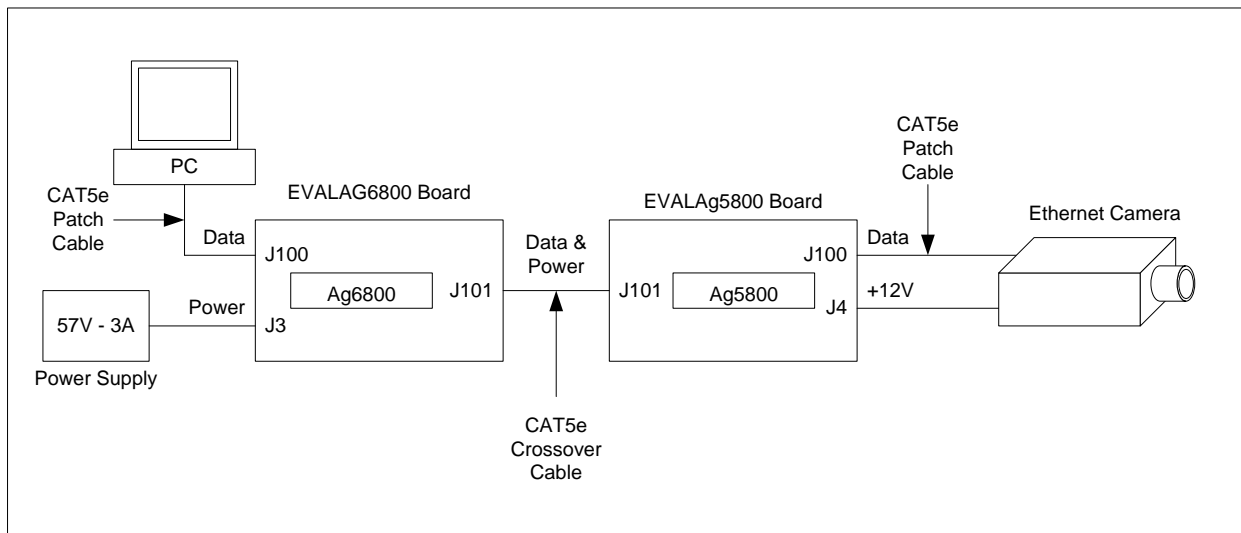 PC
CAT5e
Patch
Cable
Data
Power
57V - 3A
Power Supply
EVALAG6800 Board
J100
Ag6800
J101
J3
Data &
Power
CAT5e
Crossover
Cable
EVALAg5800 Board
J101
Ag5800
J100
J4
Data
+12V
CAT5e
Patch
Cable
Ethernet Camera